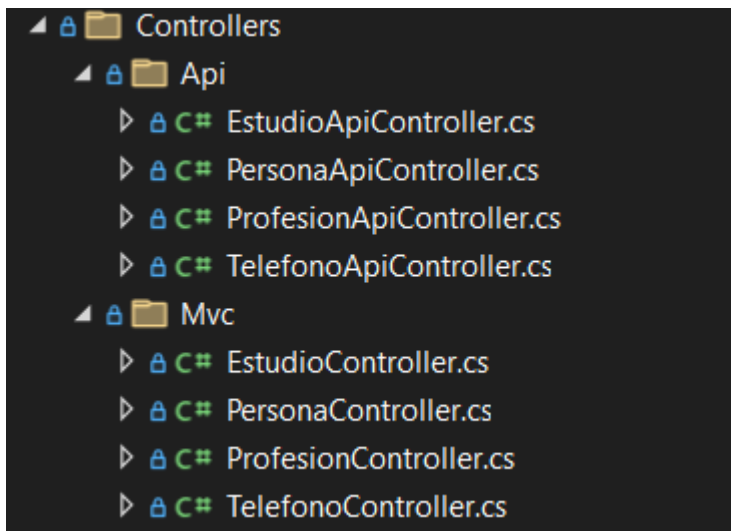 Controllers
Api
C# EstudioApiController.cs
C# PersonaApiController.cs
C# ProfesionApiController.cs
C# TelefonoApiController.cs
Mvc
C# EstudioController.cs
C# PersonaController.cs
C# ProfesionController.cs
C# TelefonoController.cs